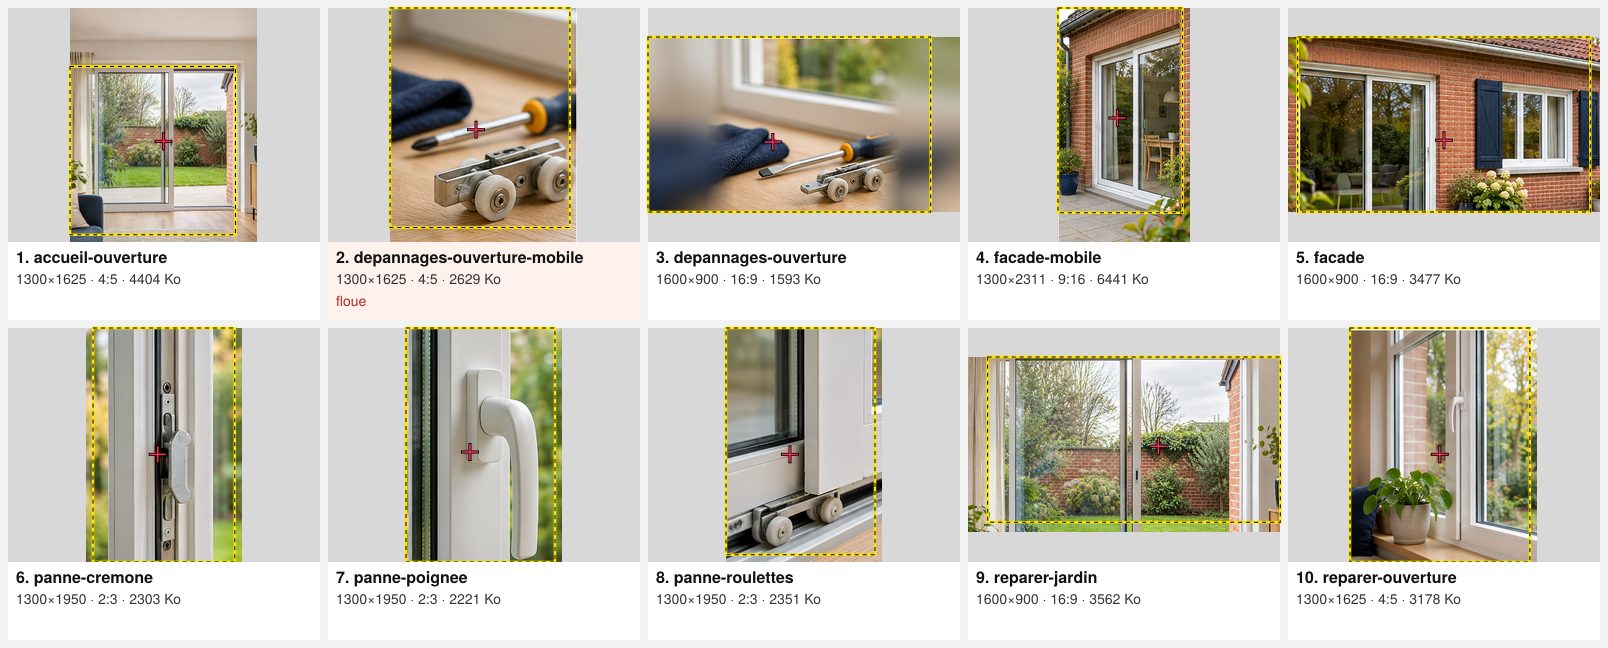 1. accueil-ouverture
1300×1625 · 4:5 · 4404 Ko
2. depannages-ouverture-mobile
1300×1625 · 4:5 · 2629 Ko
floue
3. depannages-ouverture
1600×900 · 16:9 · 1593 Ko
4. facade-mobile
1300×2311 · 9:16 · 6441 Ko
5. facade
1600×900 · 16:9 · 3477 Ko
6. panne-cremone
1300×1950 · 2:3 · 2303 Ko
7. panne-poignee
1300×1950 · 2:3 · 2221 Ko
8. panne-roulettes
1300×1950 · 2:3 · 2351 Ko
9. reparer-jardin
1600×900 · 16:9 · 3562 Ko
10. reparer-ouverture
1300×1625 · 4:5 · 3178 Ko